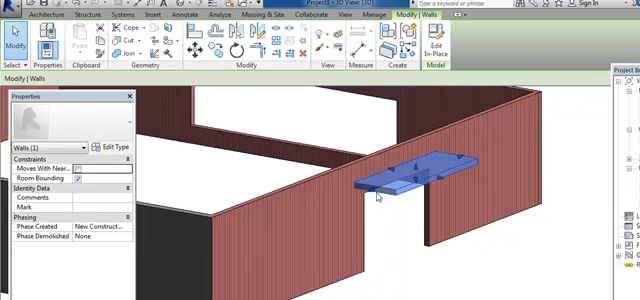 Project1 - 3D View: {3D}
Type a keyword or phrase
Sign In
Architecture Structure Systems Insert Annotate Analyze Massing & Site Collaborate View Manage Modify | Walls
Modify
Paste
Cope
Cut
Join
Edit
In-Place
Select Properties Clipboard Geometry Modify View Measure Create Model
Modify | Walls
Properties
Walls (1) Edit Type
Constraints
Moves With Near...
Room Bounding
Identity Data
Comments
Mark
Phasing
Phase Created New Construct...
Phase Demolished None
Project Br